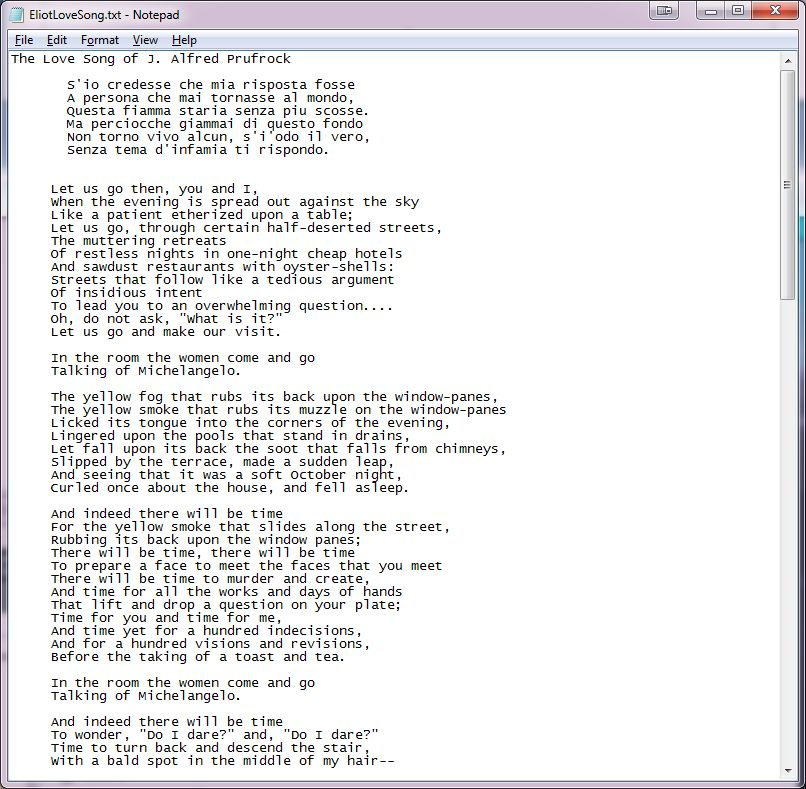 EliotLoveSong.txt - Notepad
File Edit Format View Help
The Love Song of J. Alfred Prufrock
S'io credesse che mia risposta fosse
A persona che mai tornasse al mondo,
Questa fiamma staria senza piu scosse.
Ma perciocche giammai di questo fondo
Non torno vivo alcun, s'i'odo il vero,
Senza tema d'infamia ti rispondo.
Let us go then, you and I,
When the evening is spread out against the sky
Like a patient etherized upon a table;
Let us go, through certain half-deserted streets,
The muttering retreats
Of restless nights in one-night cheap hotels
And sawdust restaurants with oyster-shells:
Streets that follow like a tedious argument
Of insidious intent
To lead you to an overwhelming question....
Oh, do not ask, "What is it?"
Let us go and make our visit.
In the room the women come and go
Talking of Michelangelo.
The yellow fog that rubs its back upon the window-panes,
The yellow smoke that rubs its muzzle on the window-panes
Licked its tongue into the corners of the evening,
Lingered upon the pools that stand in drains,
Let fall upon its back the soot that falls from chimneys,
Slipped by the terrace, made a sudden leap,
And seeing that it was a soft October night,
Curled once about the house, and fell asleep.
And indeed there will be time
For the yellow smoke that slides along the street,
Rubbing its back upon the window panes;
There will be time, there will be time
To prepare a face to meet the faces that you meet
There will be time to murder and create,
And time for all the works and days of hands
That lift and drop a question on your plate;
Time for you and time for me,
And time yet for a hundred indecisions,
And for a hundred visions and revisions,
Before the taking of a toast and tea.
In the room the women come and go
Talking of Michelangelo.
And indeed there will be time
To wonder, "Do I dare?" and, "Do I dare?"
Time to turn back and descend the stair,
With a bald spot in the middle of my hair--